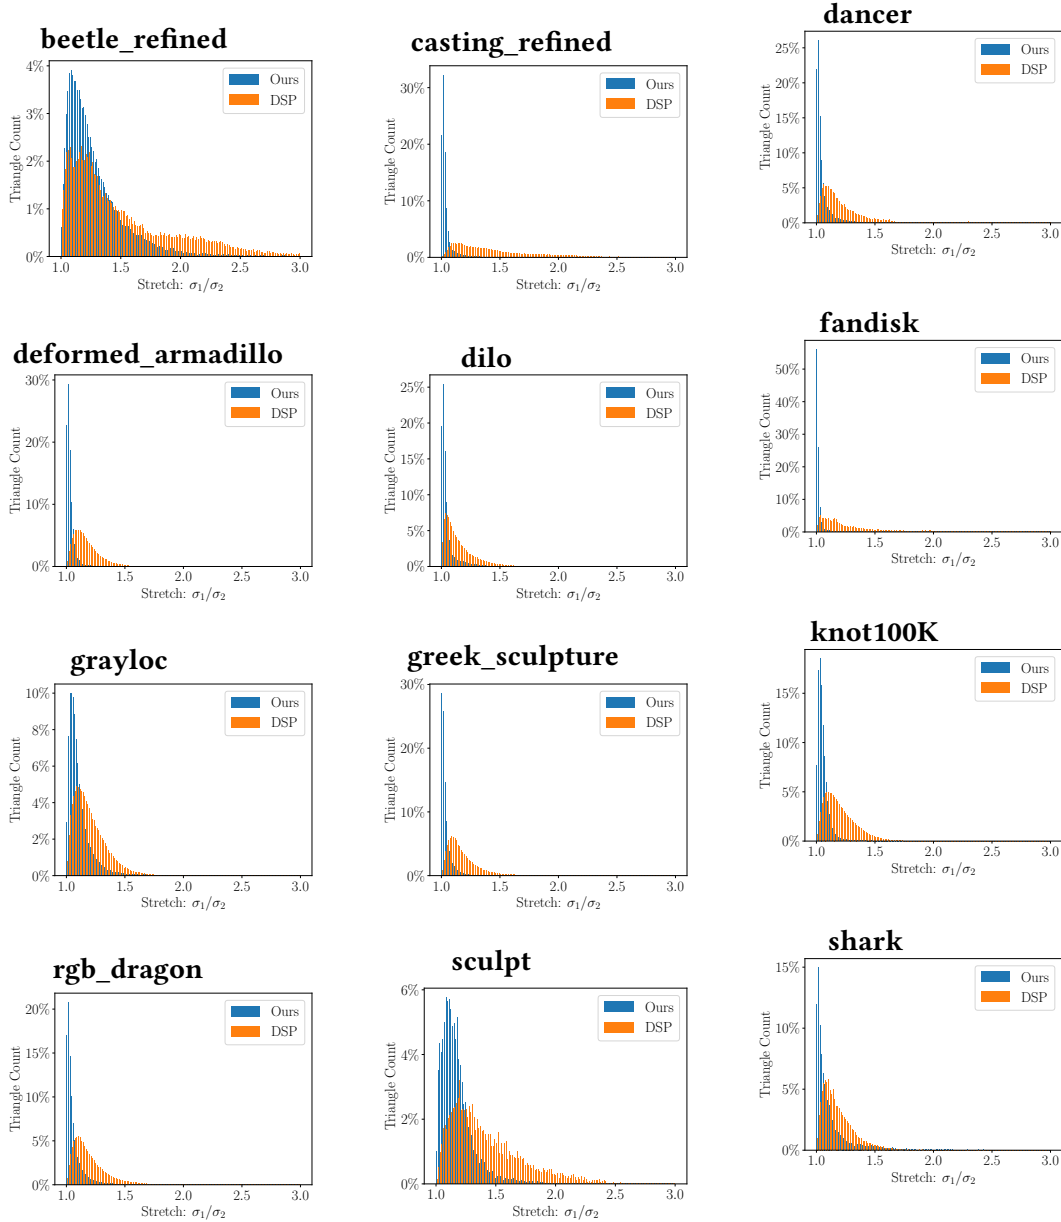 beetle_refined
4%
3%
2%
1%
0%
Triangle Count
Ours
DSP
1.0 1.5 2.0 2.5 3.0
Stretch: σ₁/σ₂
casting_refined
30%
20%
10%
0%
Triangle Count
Ours
DSP
1.0 1.5 2.0 2.5 3.0
Stretch: σ₁/σ₂
dancer
25%
20%
15%
10%
5%
0%
Triangle Count
Ours
DSP
1.0 1.5 2.0 2.5 3.0
Stretch: σ₁/σ₂
deformed_armadillo
30%
20%
10%
0%
Triangle Count
Ours
DSP
1.0 1.5 2.0 2.5 3.0
Stretch: σ₁/σ₂
dilo
25%
20%
15%
10%
5%
0%
Triangle Count
Ours
DSP
1.0 1.5 2.0 2.5 3.0
Stretch: σ₁/σ₂
fandisk
50%
40%
30%
20%
10%
0%
Triangle Count
Ours
DSP
1.0 1.5 2.0 2.5 3.0
Stretch: σ₁/σ₂
grayloc
10%
8%
6%
4%
2%
0%
Triangle Count
Ours
DSP
1.0 1.5 2.0 2.5 3.0
Stretch: σ₁/σ₂
greek_sculpture
30%
20%
10%
0%
Triangle Count
Ours
DSP
1.0 1.5 2.0 2.5 3.0
Stretch: σ₁/σ₂
knot100K
15%
10%
5%
0%
Triangle Count
Ours
DSP
1.0 1.5 2.0 2.5 3.0
Stretch: σ₁/σ₂
rgb_dragon
20%
15%
10%
5%
0%
Triangle Count
Ours
DSP
1.0 1.5 2.0 2.5 3.0
Stretch: σ₁/σ₂
sculpt
6%
4%
2%
0%
Triangle Count
Ours
DSP
1.0 1.5 2.0 2.5 3.0
Stretch: σ₁/σ₂
shark
15%
10%
5%
0%
Triangle Count
Ours
DSP
1.0 1.5 2.0 2.5 3.0
Stretch: σ₁/σ₂